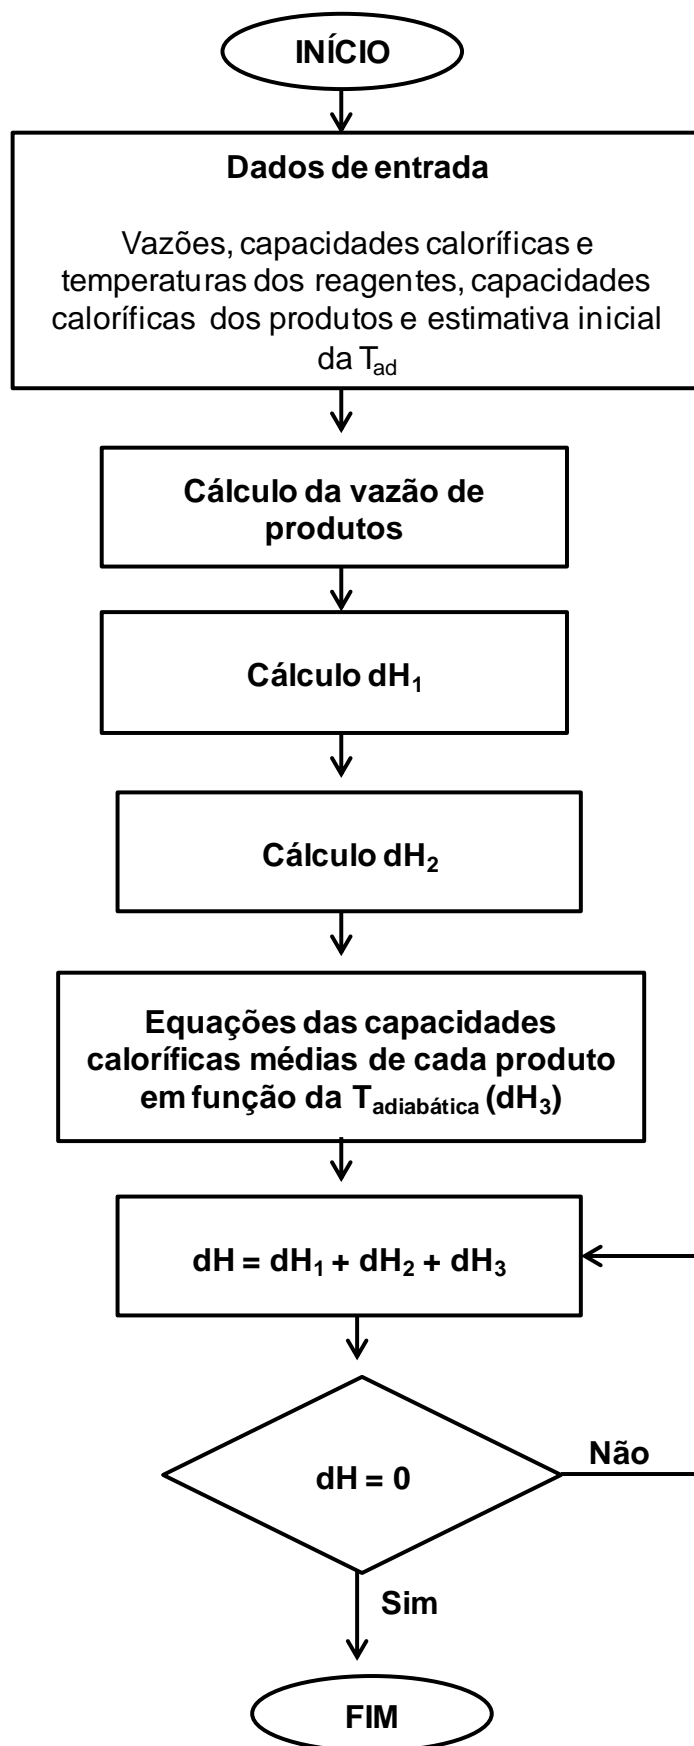 INÍCIO
Dados de entrada
Vazões, capacidades caloríficas e
temperaturas dos reagentes, capacidades
caloríficas dos produtos e estimativa inicial
da Tad
Cálculo da vazão de
produtos
Cálculo dH₁
Cálculo dH₂
Equações das capacidades
caloríficas médias de cada produto
em função da Tadiabática (dH₃)
dH = dH₁ + dH₂ + dH₃
Não
dH = 0
Sim
FIM